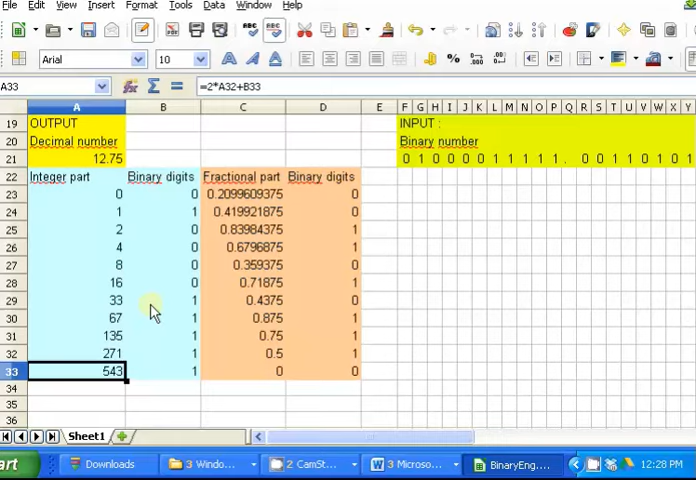 File Edit View Insert Format Tools Data Window Help
Arial 10
A33 =2*A32+B33
A B C D E F G H I J K L M N O P Q R S T U V W X Y
19 OUTPUT INPUT :
20 Decimal number Binary number
21 12.75 0 1 0 0 0 0 1 1 1 1 1 . 0 0 1 1 0 1 0 1
22 Integer part Binary digits Fractional part Binary digits
23 0 0 0.2099609375 0
24 1 1 0.419921875 0
25 2 0 0.83984375 1
26 4 0 0.6796875 1
27 8 0 0.359375 0
28 16 0 0.71875 1
29 33 1 0.4375 0
30 67 1 0.875 1
31 135 1 0.75 1
32 271 1 0.5 1
33 543 1 0 0
34
35
36
Sheet1
art Downloads 3 Windo... 2 CamSt... 3 Microso... BinaryEng.... 12:28 PM